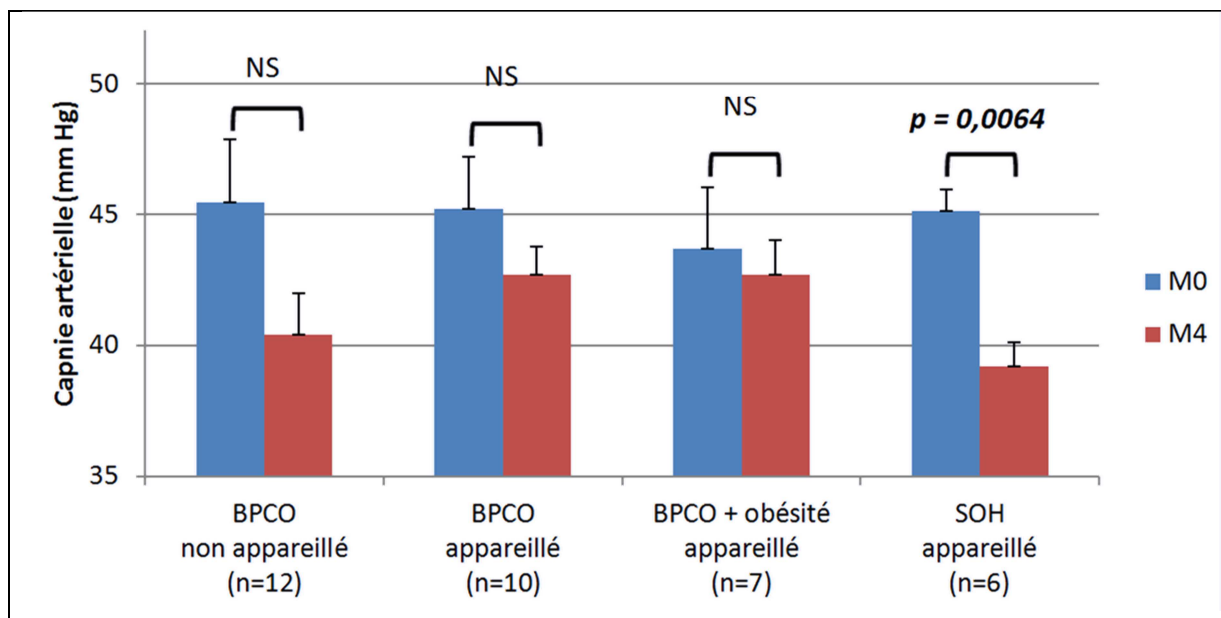 Capnie artérielle (mm Hg)
50
45
40
35
NS
NS
NS
p = 0,0064
M0
M4
BPCO
non appareillé
(n=12)
BPCO
appareillé
(n=10)
BPCO + obésité
appareillé
(n=7)
SOH
appareillé
(n=6)